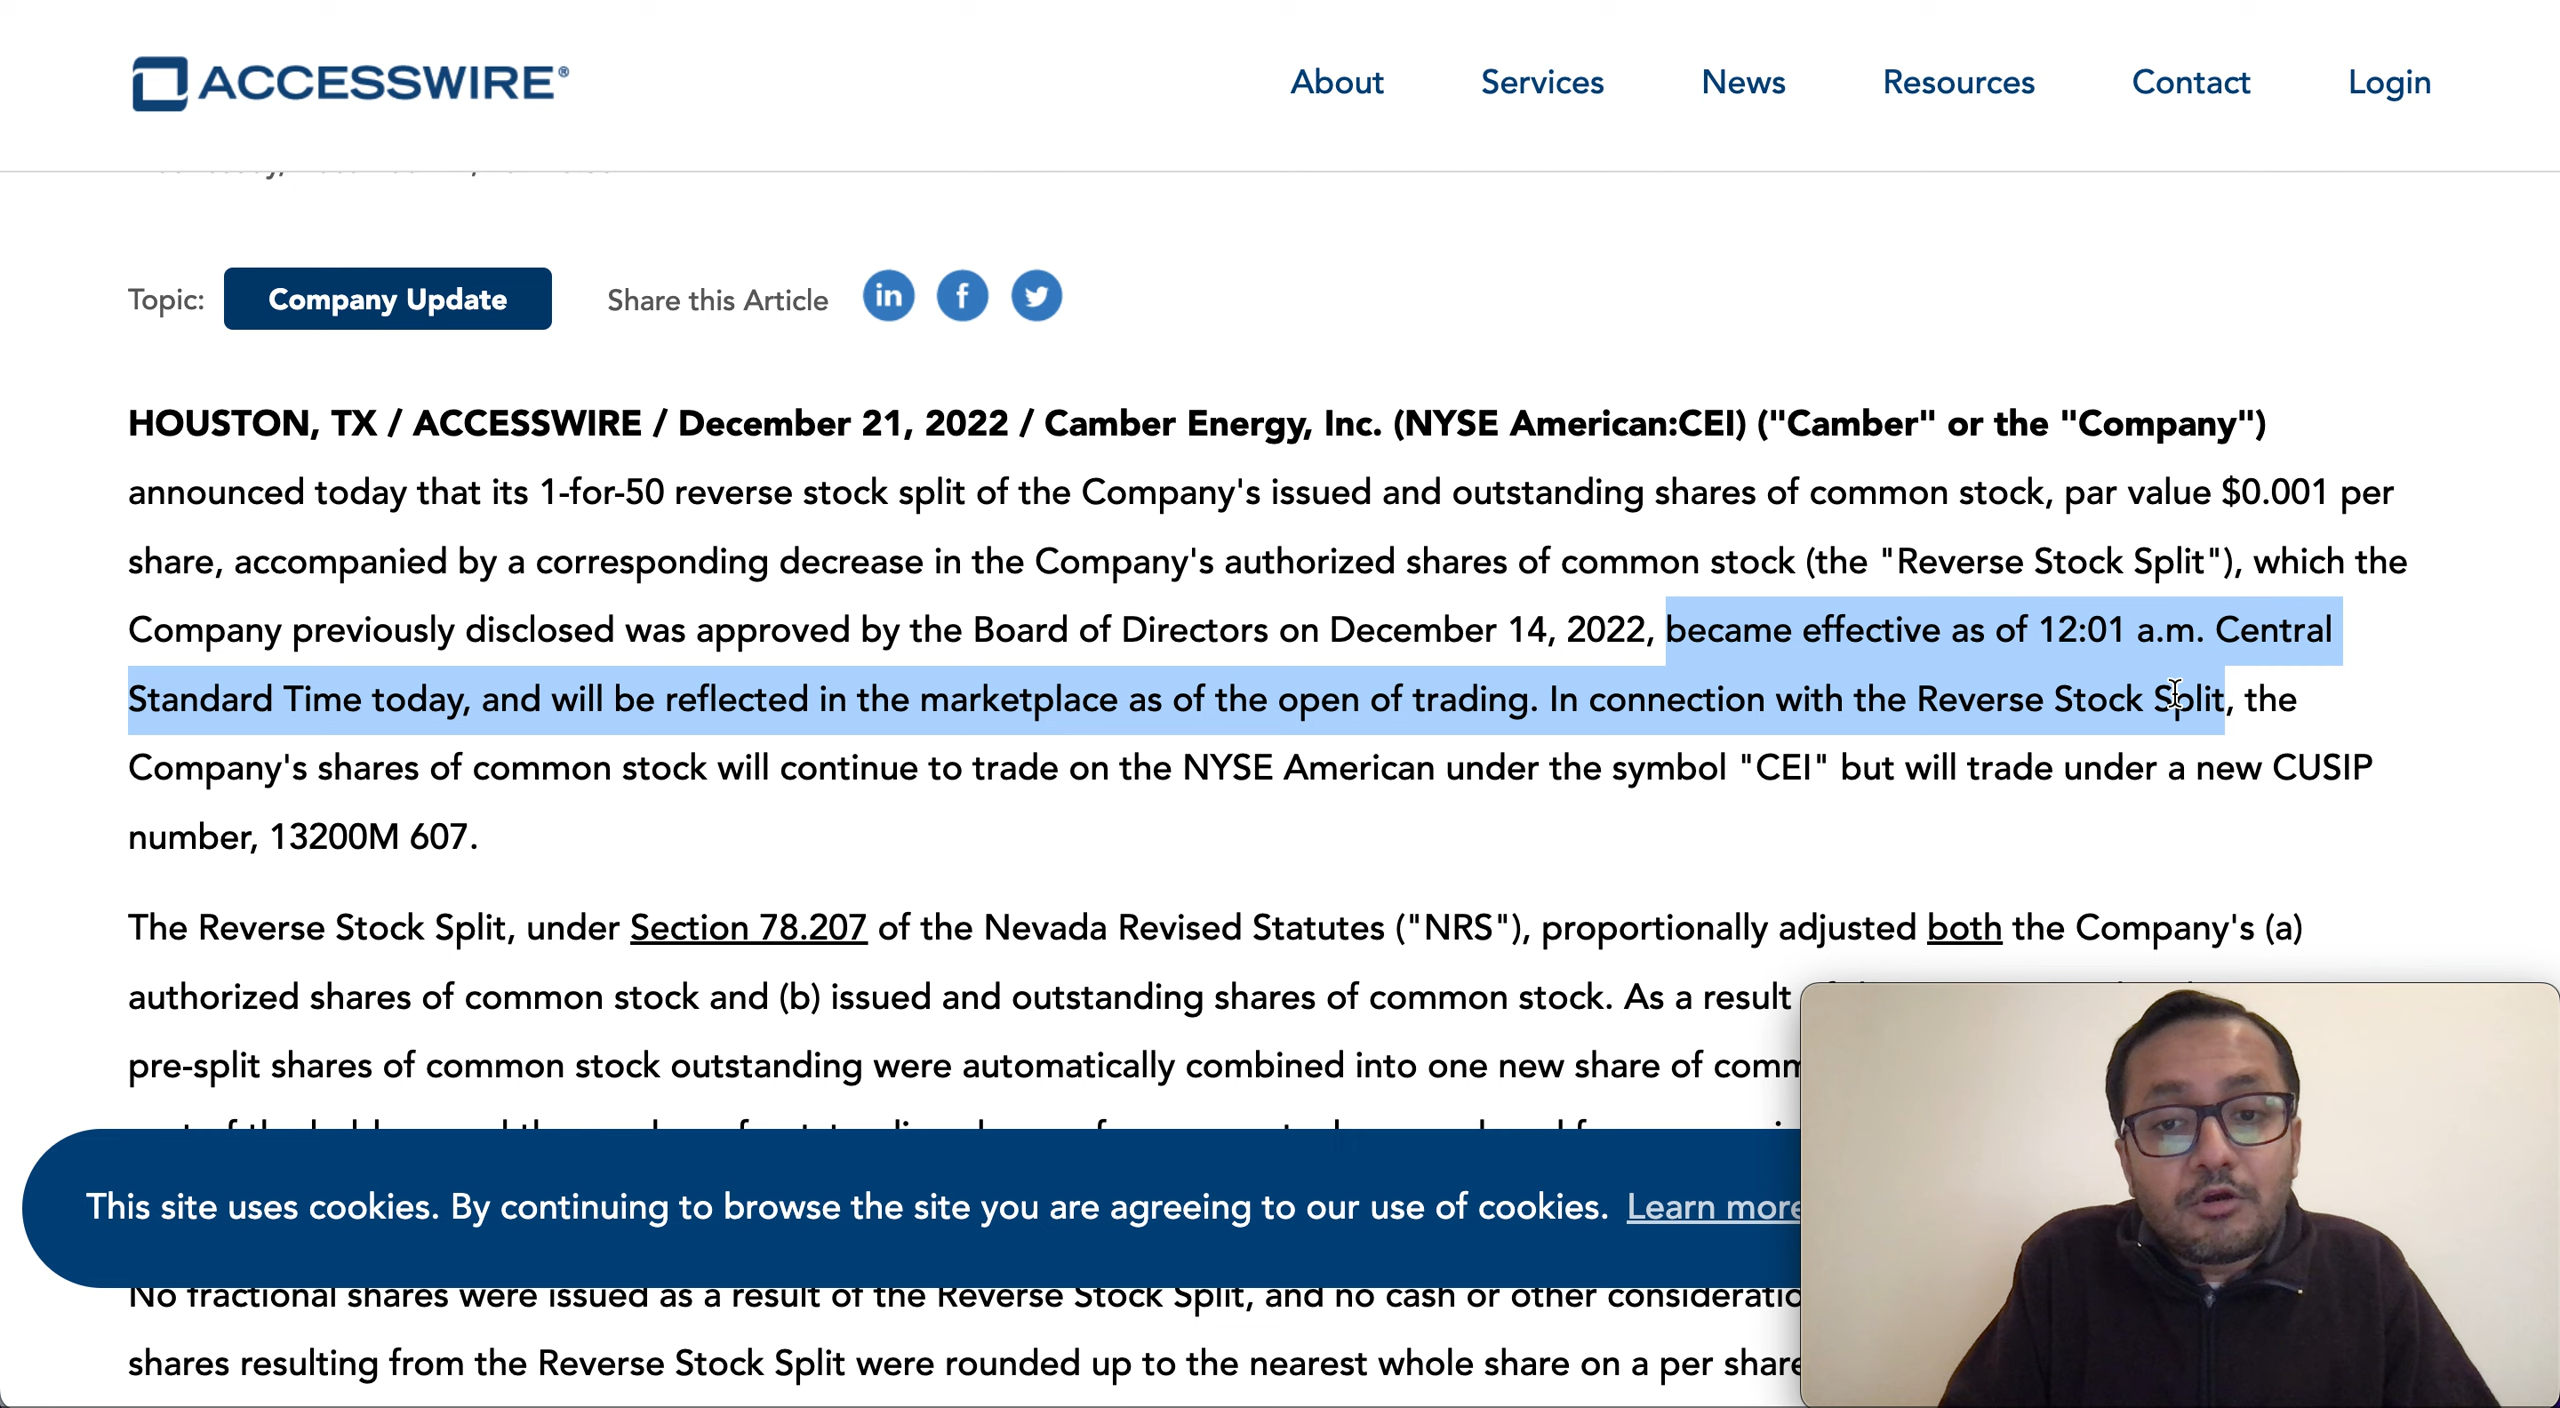 ACCESSWIRE®
About Services News Resources Contact Login
Topic: Company Update Share this Article
HOUSTON, TX / ACCESSWIRE / December 21, 2022 / Camber Energy, Inc. (NYSE American:CEI) ("Camber" or the "Company")
announced today that its 1-for-50 reverse stock split of the Company's issued and outstanding shares of common stock, par value $0.001 per
share, accompanied by a corresponding decrease in the Company's authorized shares of common stock (the "Reverse Stock Split"), which the
Company previously disclosed was approved by the Board of Directors on December 14, 2022, became effective as of 12:01 a.m. Central
Standard Time today, and will be reflected in the marketplace as of the open of trading. In connection with the Reverse Stock Split, the
Company's shares of common stock will continue to trade on the NYSE American under the symbol "CEI" but will trade under a new CUSIP
number, 13200M 607.
The Reverse Stock Split, under Section 78.207 of the Nevada Revised Statutes ("NRS"), proportionally adjusted both the Company's (a)
authorized shares of common stock and (b) issued and outstanding shares of common stock. As a result
pre-split shares of common stock outstanding were automatically combined into one new share of
This site uses cookies. By continuing to browse the site you are agreeing to our use of cookies. Learn more
No fractional shares were issued as a result of the Reverse Stock Split, and no cash or other
shares resulting from the Reverse Stock Split were rounded up to the nearest whole share on a per share